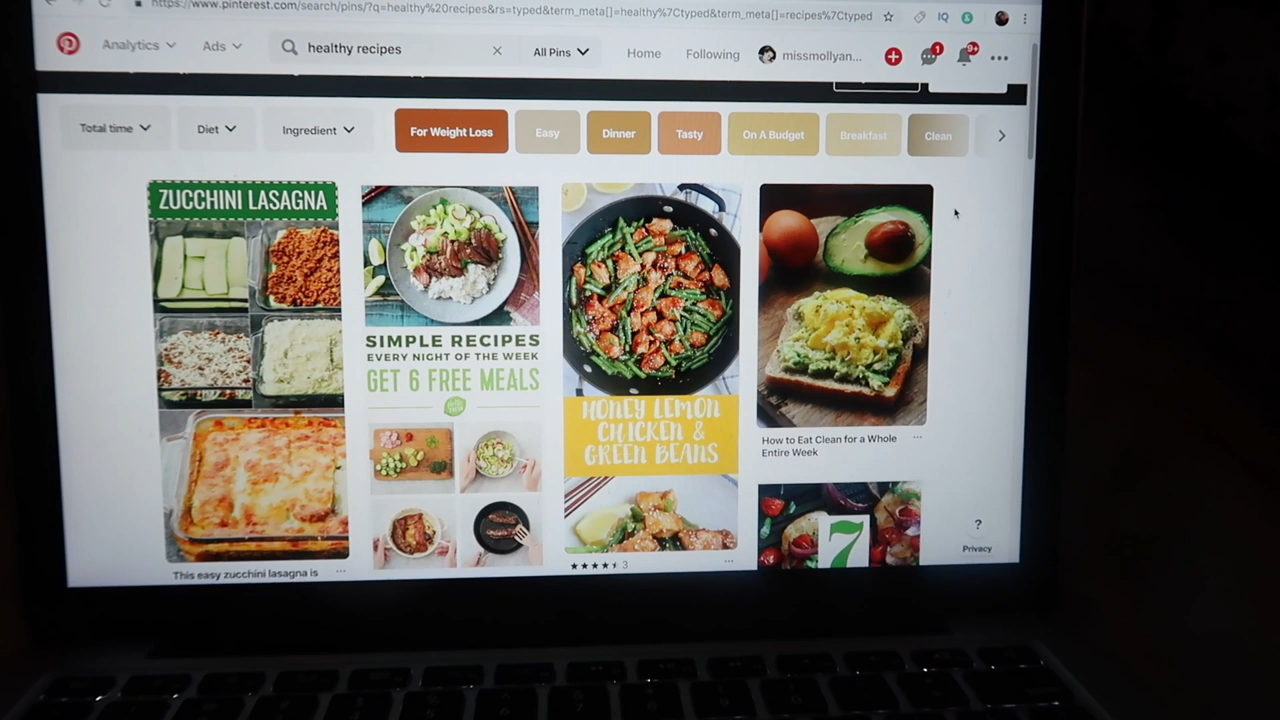 https://www.pinterest.com/search/pins/?q=healthy%20recipes&rs=typed&term_meta[]=healthy%7Ctyped&term_meta[]=recipes%7Ctyped
IQ
Analytics
Ads
healthy recipes
All Pins
Home
Following
missmollyan...
1
9+
Total time
Diet
Ingredient
For Weight Loss
Easy
Dinner
Tasty
On A Budget
Breakfast
Clean
ZUCCHINI LASAGNA
This easy zucchini lasagna is
SIMPLE RECIPES
EVERY NIGHT OF THE WEEK
GET 6 FREE MEALS
HONEY LEMON
CHICKEN &
GREEN BEANS
3
How to Eat Clean for a Whole
Entire Week
7
?
Privacy